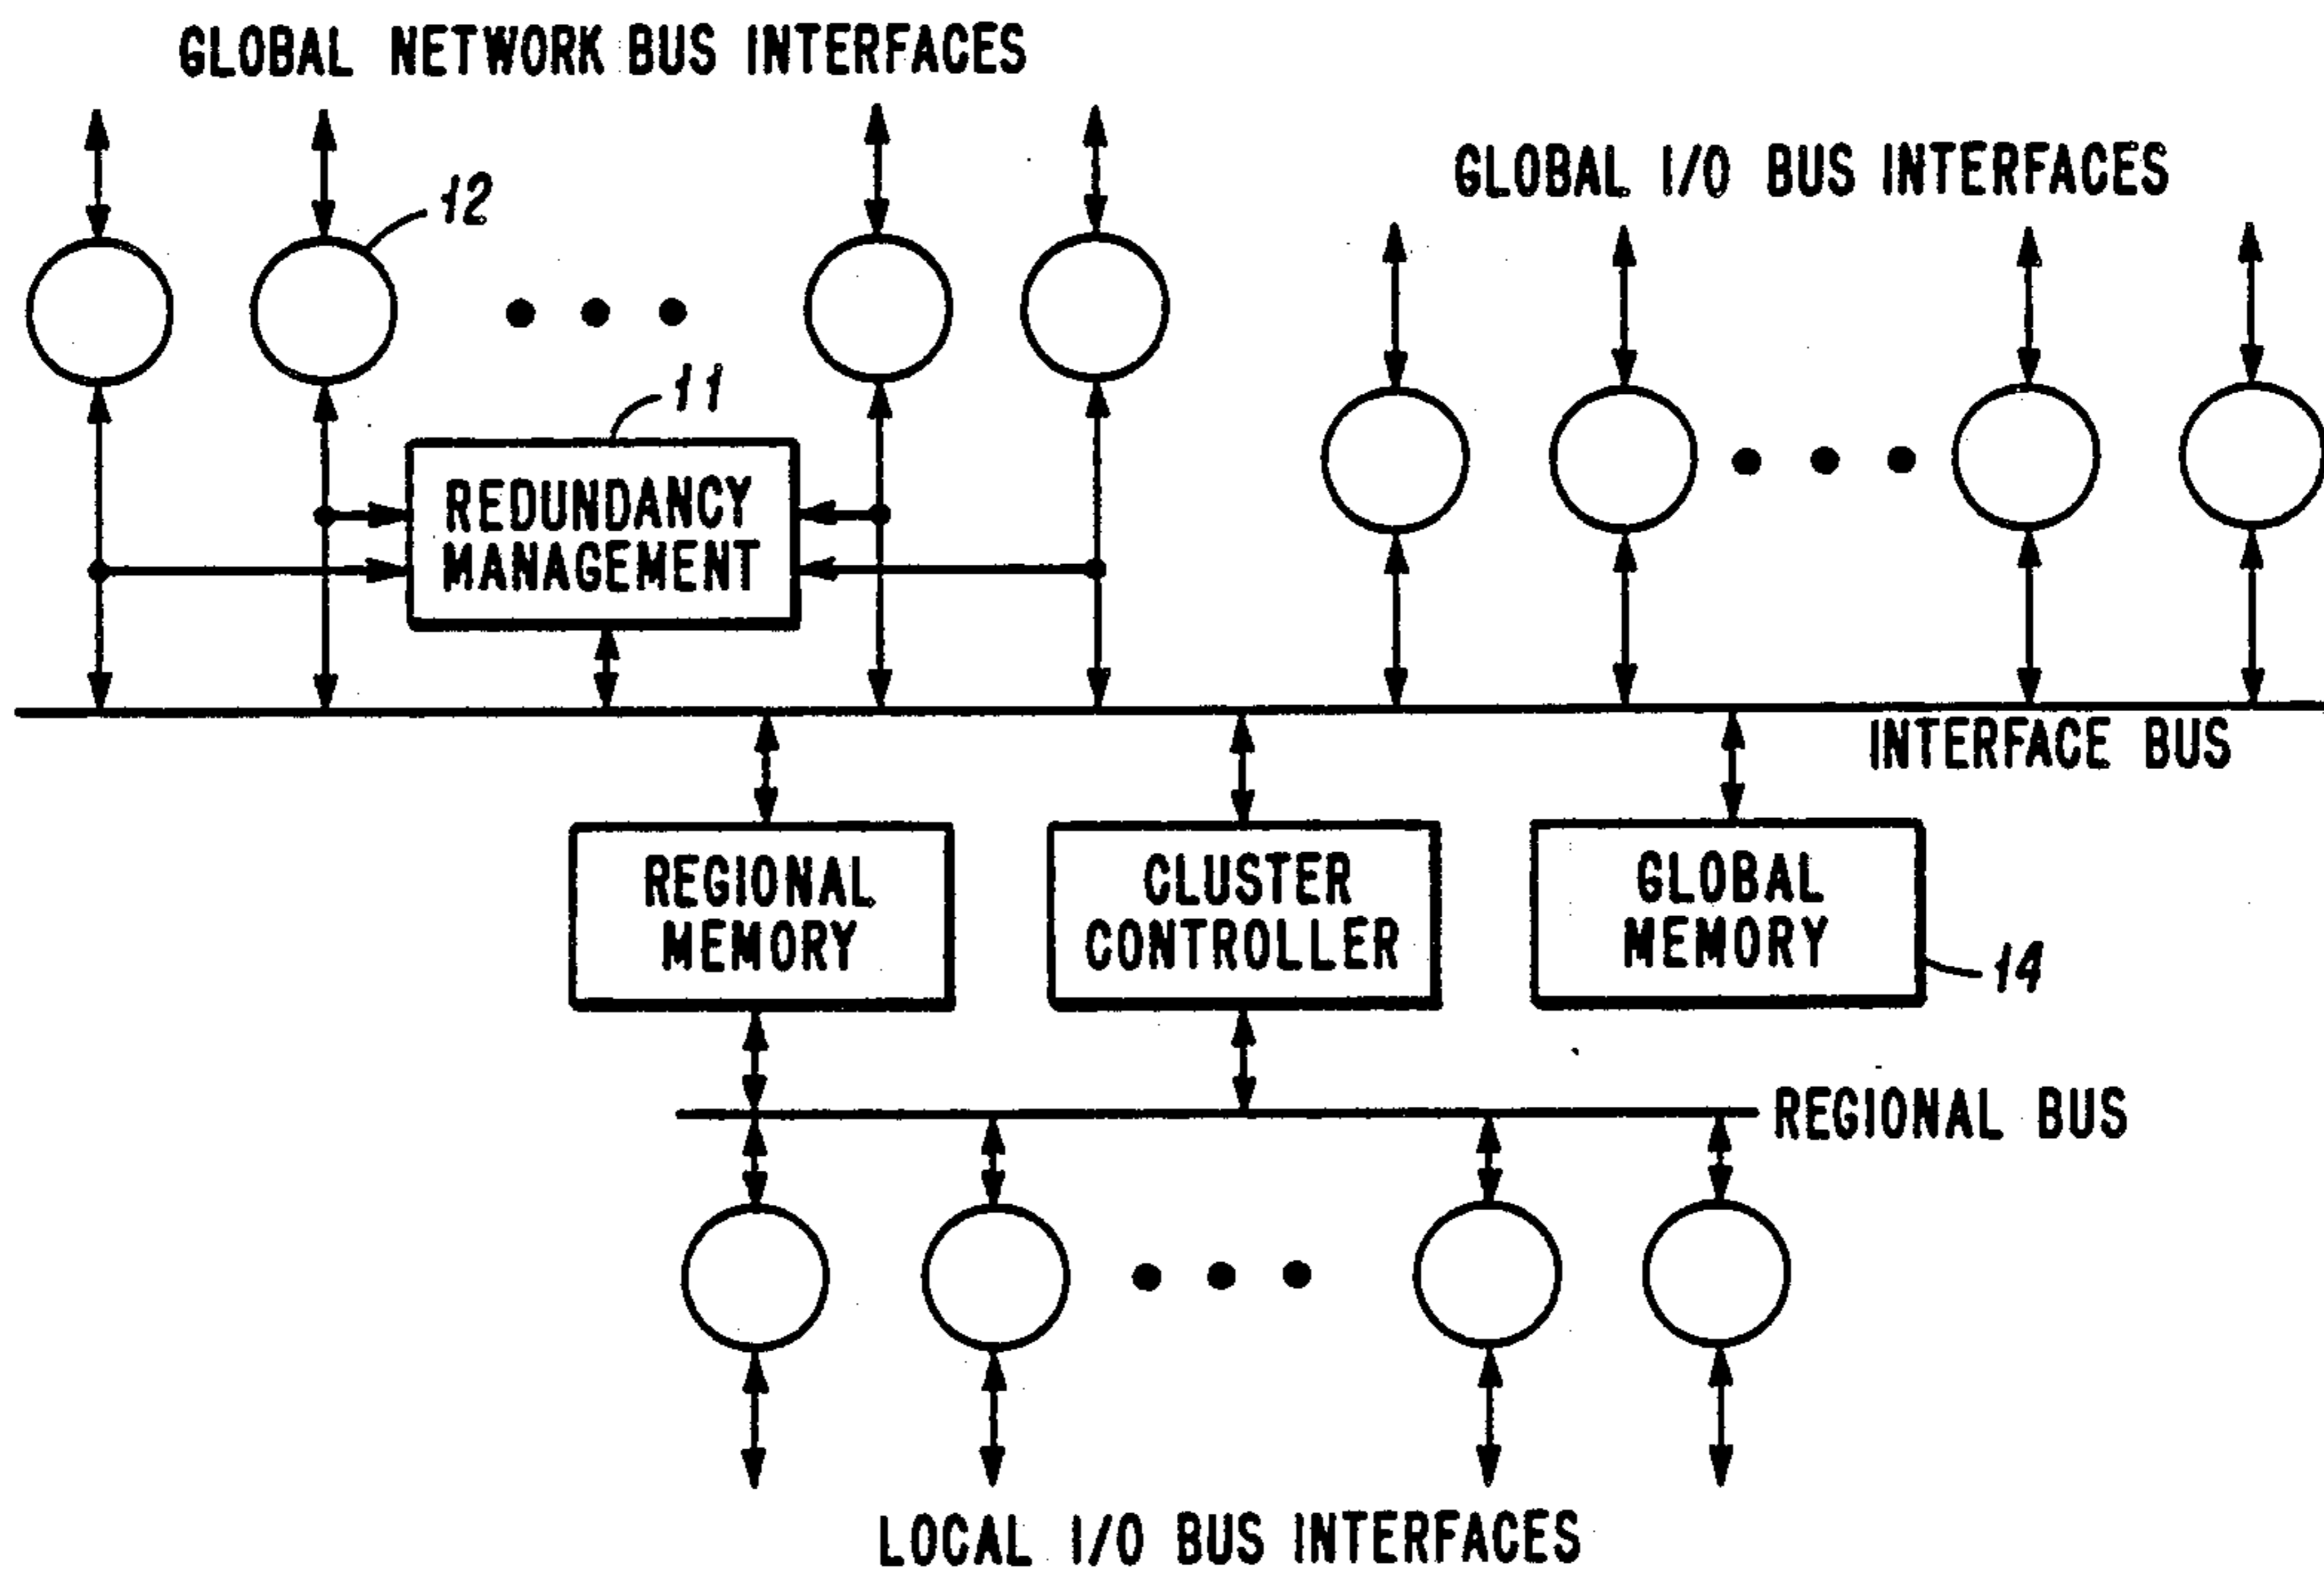 GLOBAL NETWORK BUS INTERFACES
GLOBAL I/O BUS INTERFACES
12
11
REDUNDANCY
MANAGEMENT
INTERFACE BUS
REGIONAL
MEMORY
CLUSTER
CONTROLLER
GLOBAL
MEMORY
14
REGIONAL BUS
LOCAL I/O BUS INTERFACES